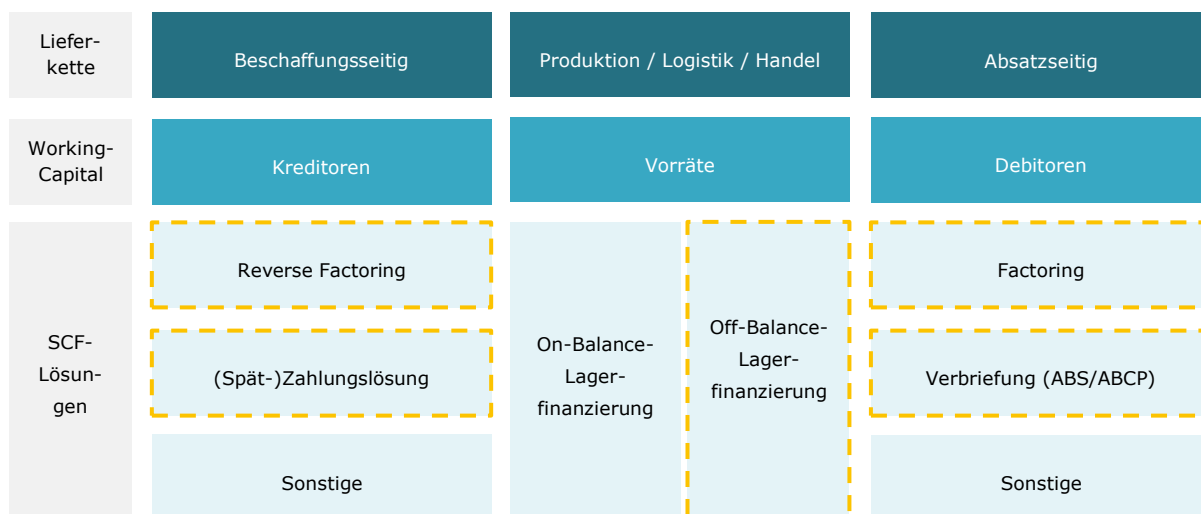 Liefer-
kette
Beschaffungsseitig
Produktion / Logistik / Handel
Absatzseitig
Working-
Capital
Kreditoren
Vorräte
Debitoren
SCF-
Lösun-
gen
Reverse Factoring
(Spät-)Zahlungslösung
Sonstige
On-Balance-
Lager-
finanzierung
Off-Balance-
Lager-
finanzierung
Factoring
Verbriefung (ABS/ABCP)
Sonstige